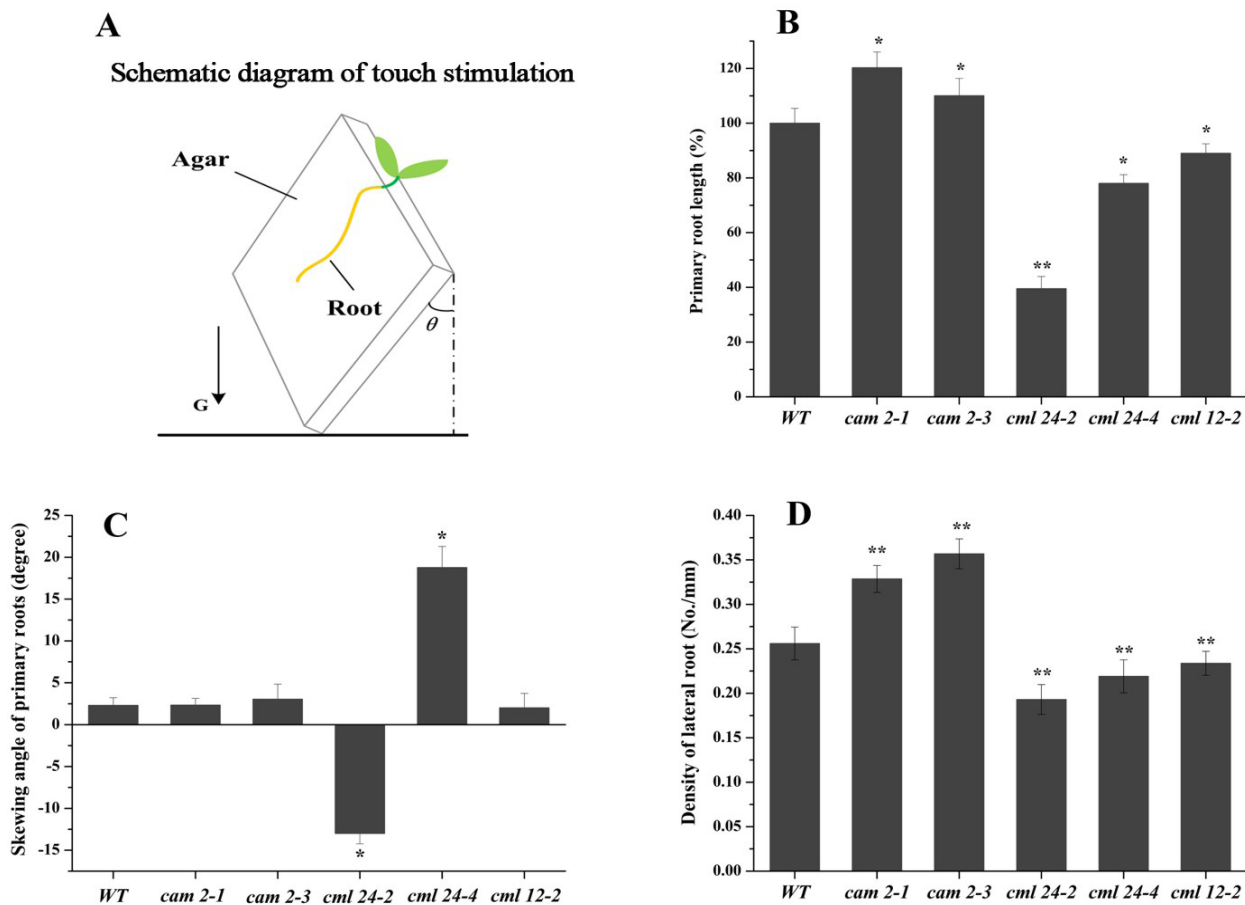 A
Schematic diagram of touch stimulation
Agar
Root
θ
G
B
Primary root length (%)
120
100
80
60
40
20
0
*
*
**
*
*
WT cam 2-1 cam 2-3 cml 24-2 cml 24-4 cml 12-2
C
Skewing angle of primary roots (degree)
25
20
15
10
5
0
-5
-10
-15
*
*
WT cam 2-1 cam 2-3 cml 24-2 cml 24-4 cml 12-2
D
Density of lateral root (No./mm)
0.40
0.35
0.30
0.25
0.20
0.15
0.10
0.05
0.00
**
**
**
**
**
WT cam 2-1 cam 2-3 cml 24-2 cml 24-4 cml 12-2